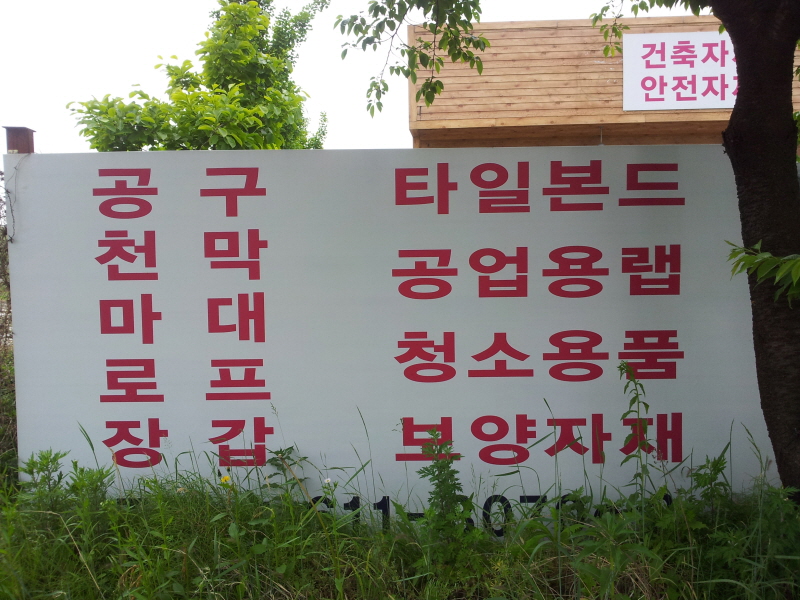 건축자
안전자
공구 타일본드
천막 공업용랩
마대
로프 청소용품
장갑 보양자재